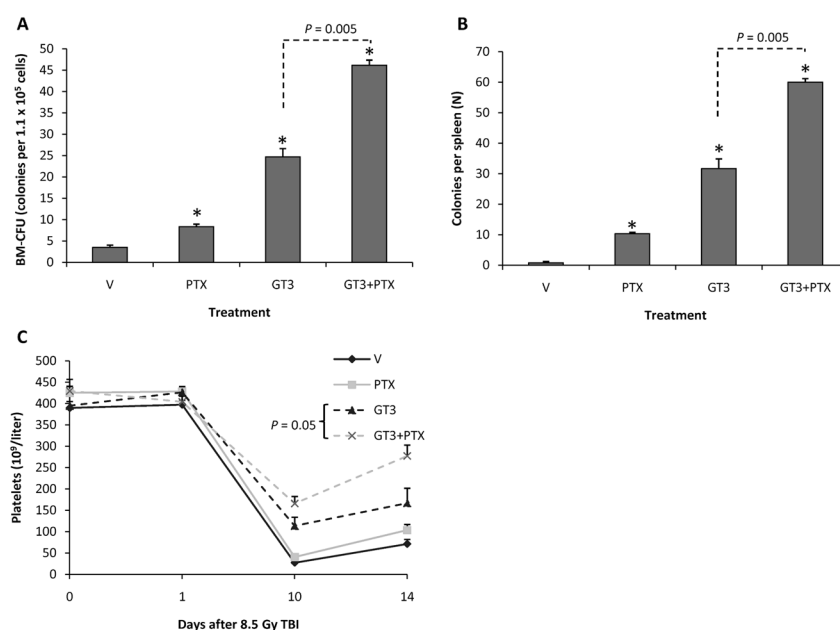 A
P = 0.005
BM-CFU (colonies per 1.1 x 10⁵ cells)
50
45
40
35
30
25
20
15
10
5
0
*
*
*
V PTX GT3 GT3+PTX
Treatment
B
P = 0.005
Colonies per spleen (N)
70
60
50
40
30
20
10
0
*
*
*
V PTX GT3 GT3+PTX
Treatment
C
Platelets (10⁹/liter)
500
450
400
350
300
250
200
150
100
50
0
V
PTX
GT3
GT3+PTX
P = 0.05
0 1 10 14
Days after 8.5 Gy TBI